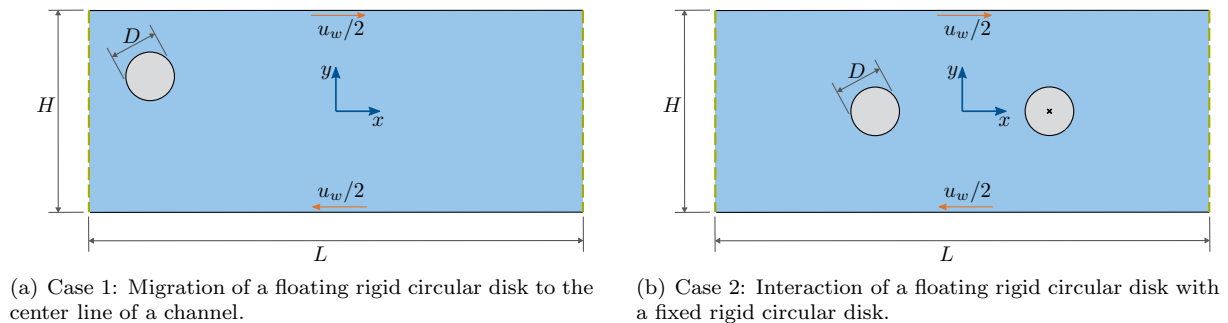 u_w/2
D
H
y
x
u_w/2
L
(a) Case 1: Migration of a floating rigid circular disk to the
center line of a channel.
u_w/2
D
H
y
x
u_w/2
L
(b) Case 2: Interaction of a floating rigid circular disk with
a fixed rigid circular disk.